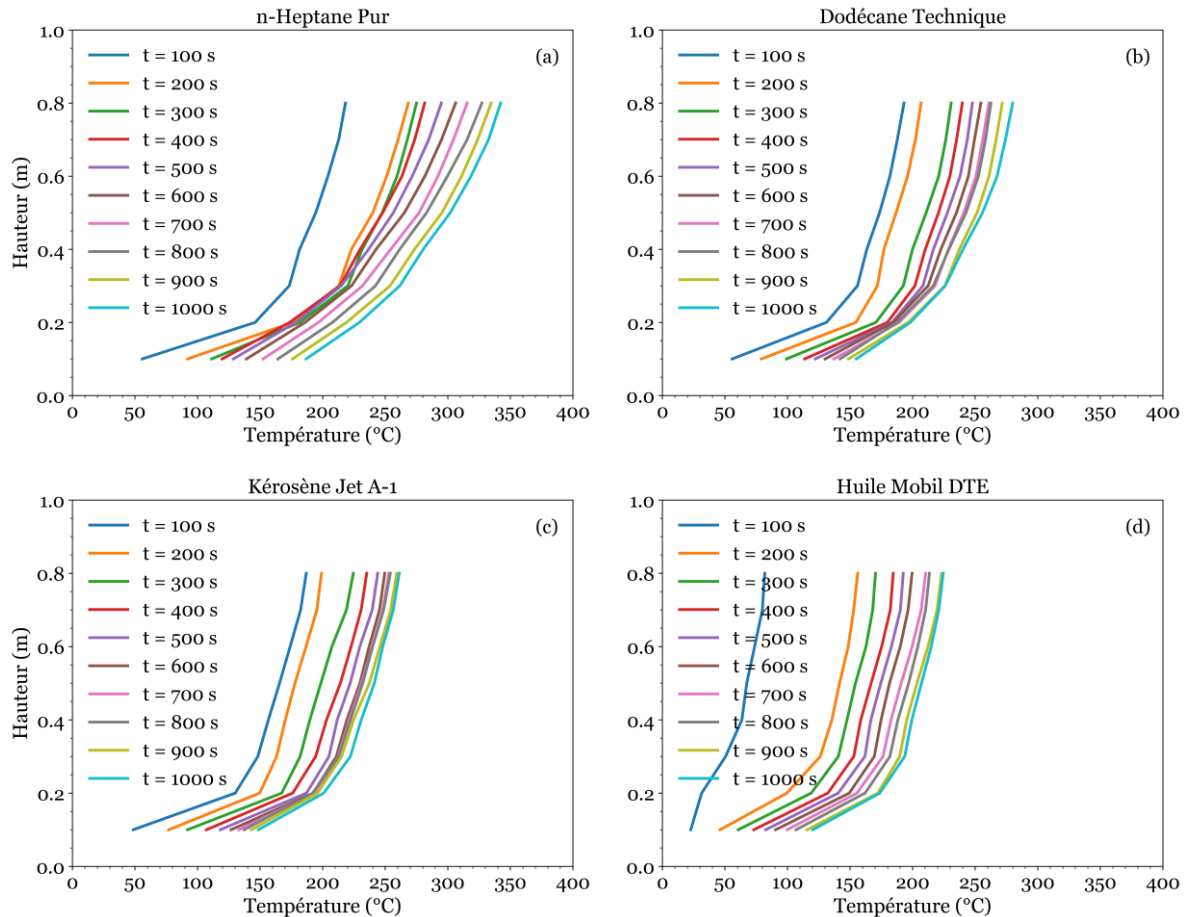 n-Heptane Pur
(a)
t = 100 s
t = 200 s
t = 300 s
t = 400 s
t = 500 s
t = 600 s
t = 700 s
t = 800 s
t = 900 s
t = 1000 s
1.0
0.8
0.6
0.4
0.2
0.0
Hauteur (m)
0 50 100 150 200 250 300 350 400
Température (°C)
Dodécane Technique
(b)
t = 100 s
t = 200 s
t = 300 s
t = 400 s
t = 500 s
t = 600 s
t = 700 s
t = 800 s
t = 900 s
t = 1000 s
1.0
0.8
0.6
0.4
0.2
0.0
0 50 100 150 200 250 300 350 400
Température (°C)
Kérosène Jet A-1
(c)
t = 100 s
t = 200 s
t = 300 s
t = 400 s
t = 500 s
t = 600 s
t = 700 s
t = 800 s
t = 900 s
t = 1000 s
1.0
0.8
0.6
0.4
0.2
0.0
Hauteur (m)
0 50 100 150 200 250 300 350 400
Température (°C)
Huile Mobil DTE
(d)
t = 100 s
t = 200 s
t = 300 s
t = 400 s
t = 500 s
t = 600 s
t = 700 s
t = 800 s
t = 900 s
t = 1000 s
1.0
0.8
0.6
0.4
0.2
0.0
0 50 100 150 200 250 300 350 400
Température (°C)